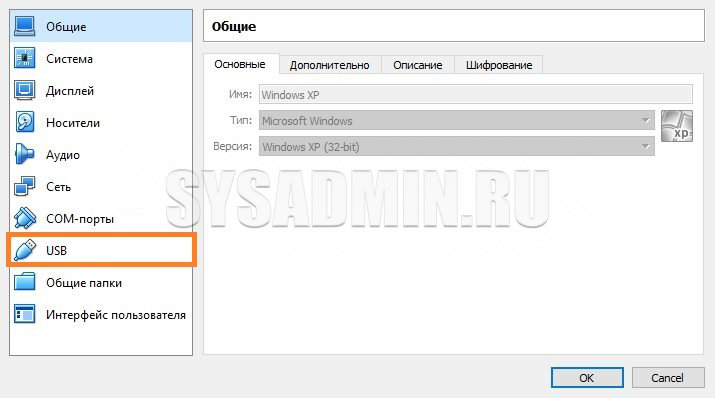 Общие
Система
Дисплей
Носители
Аудио
Сеть
COM-порты
USB
Общие папки
Интерфейс пользователя
Общие
Основные Дополнительно Описание Шифрование
Имя: Windows XP
Тип: Microsoft Windows
Версия: Windows XP (32-bit)
xp
SYSADMIN.RU
OK Cancel